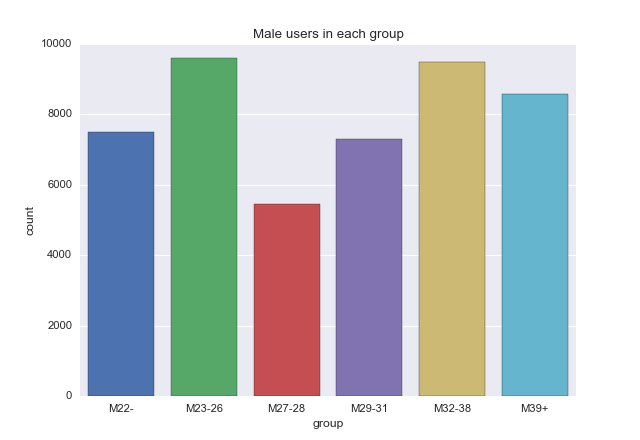 Male users in each group
10000
8000
6000
4000
2000
0
count
M22-
M23-26
M27-28
M29-31
M32-38
M39+
group